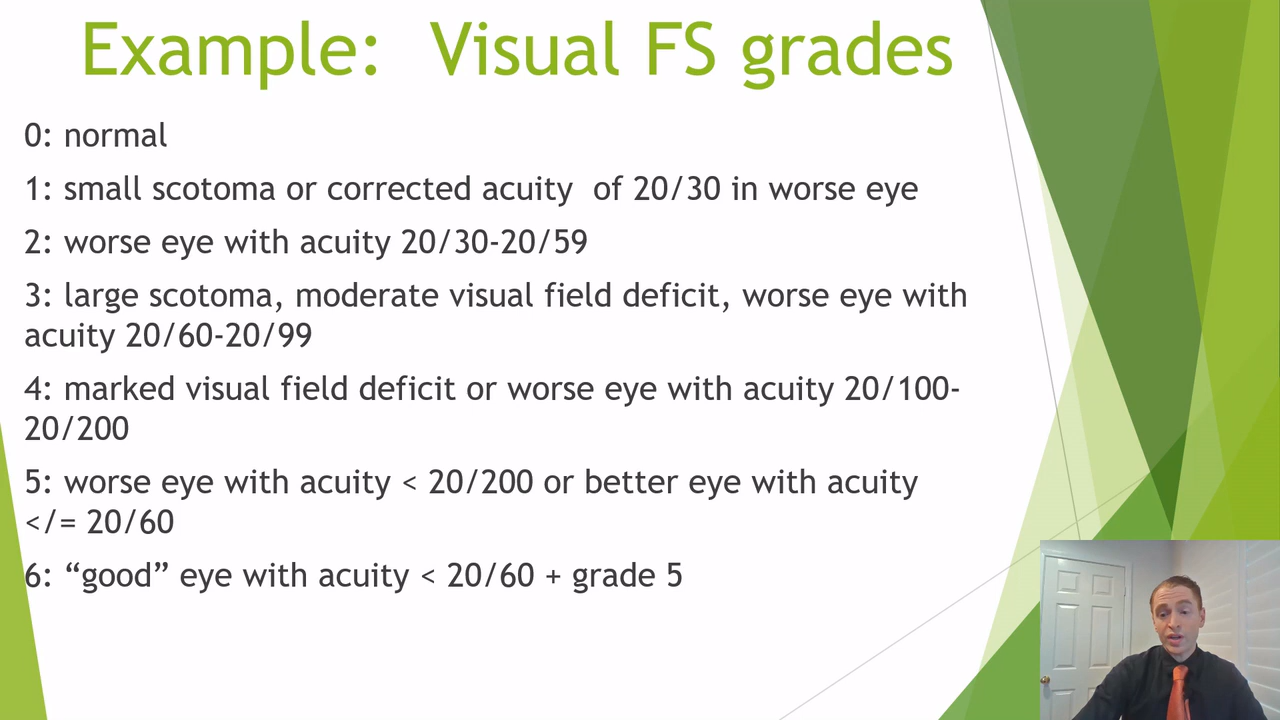 Example:  Visual FS grades
0: normal
1: small scotoma or corrected acuity  of 20/30 in worse eye
2: worse eye with acuity 20/30-20/59
3: large scotoma, moderate visual field deficit, worse eye with
acuity 20/60-20/99
4: marked visual field deficit or worse eye with acuity 20/100-
20/200
5: worse eye with acuity < 20/200 or better eye with acuity
</= 20/60
6: “good” eye with acuity < 20/60 + grade 5